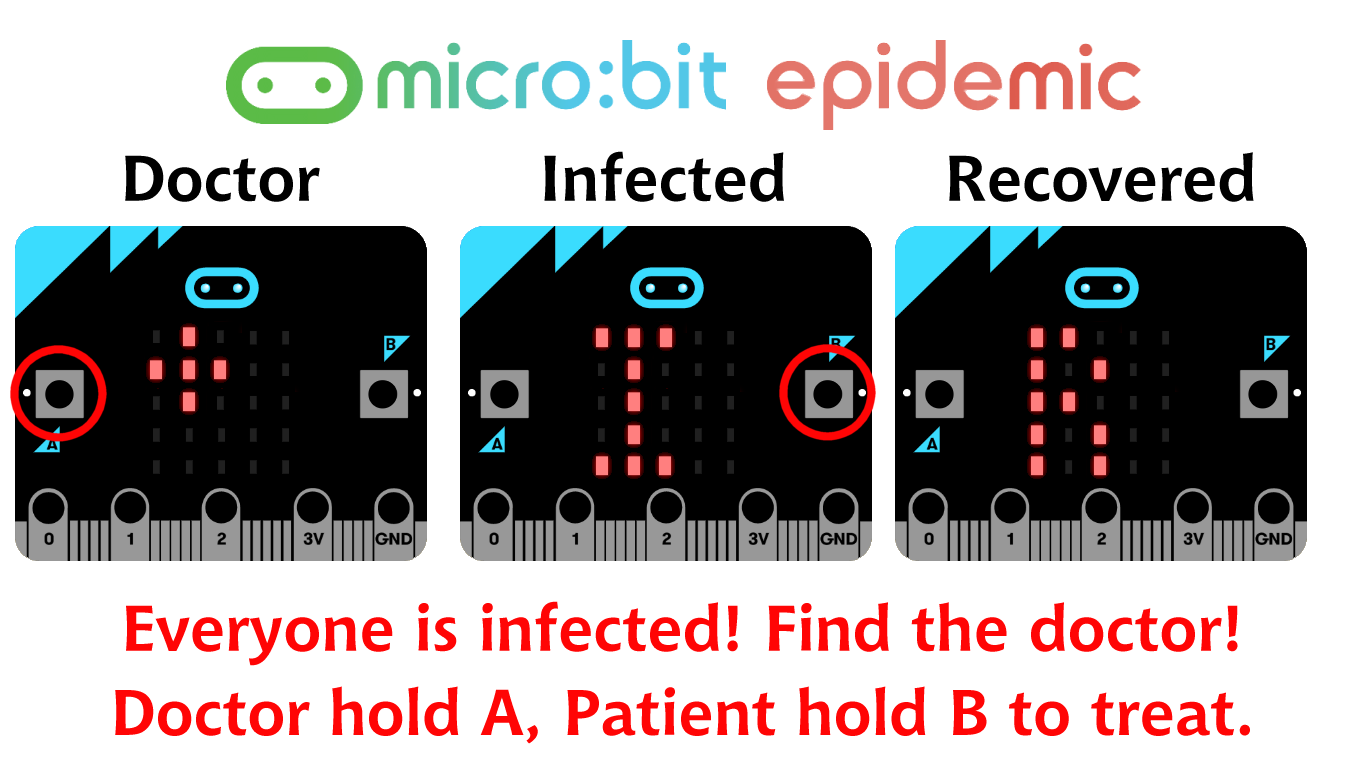 micro:bit epidemic
Doctor Infected Recovered
B B B
A A A
0 1 2 3V GND 0 1 2 3V GND 0 1 2 3V GND
Everyone is infected! Find the doctor!
Doctor hold A, Patient hold B to treat.